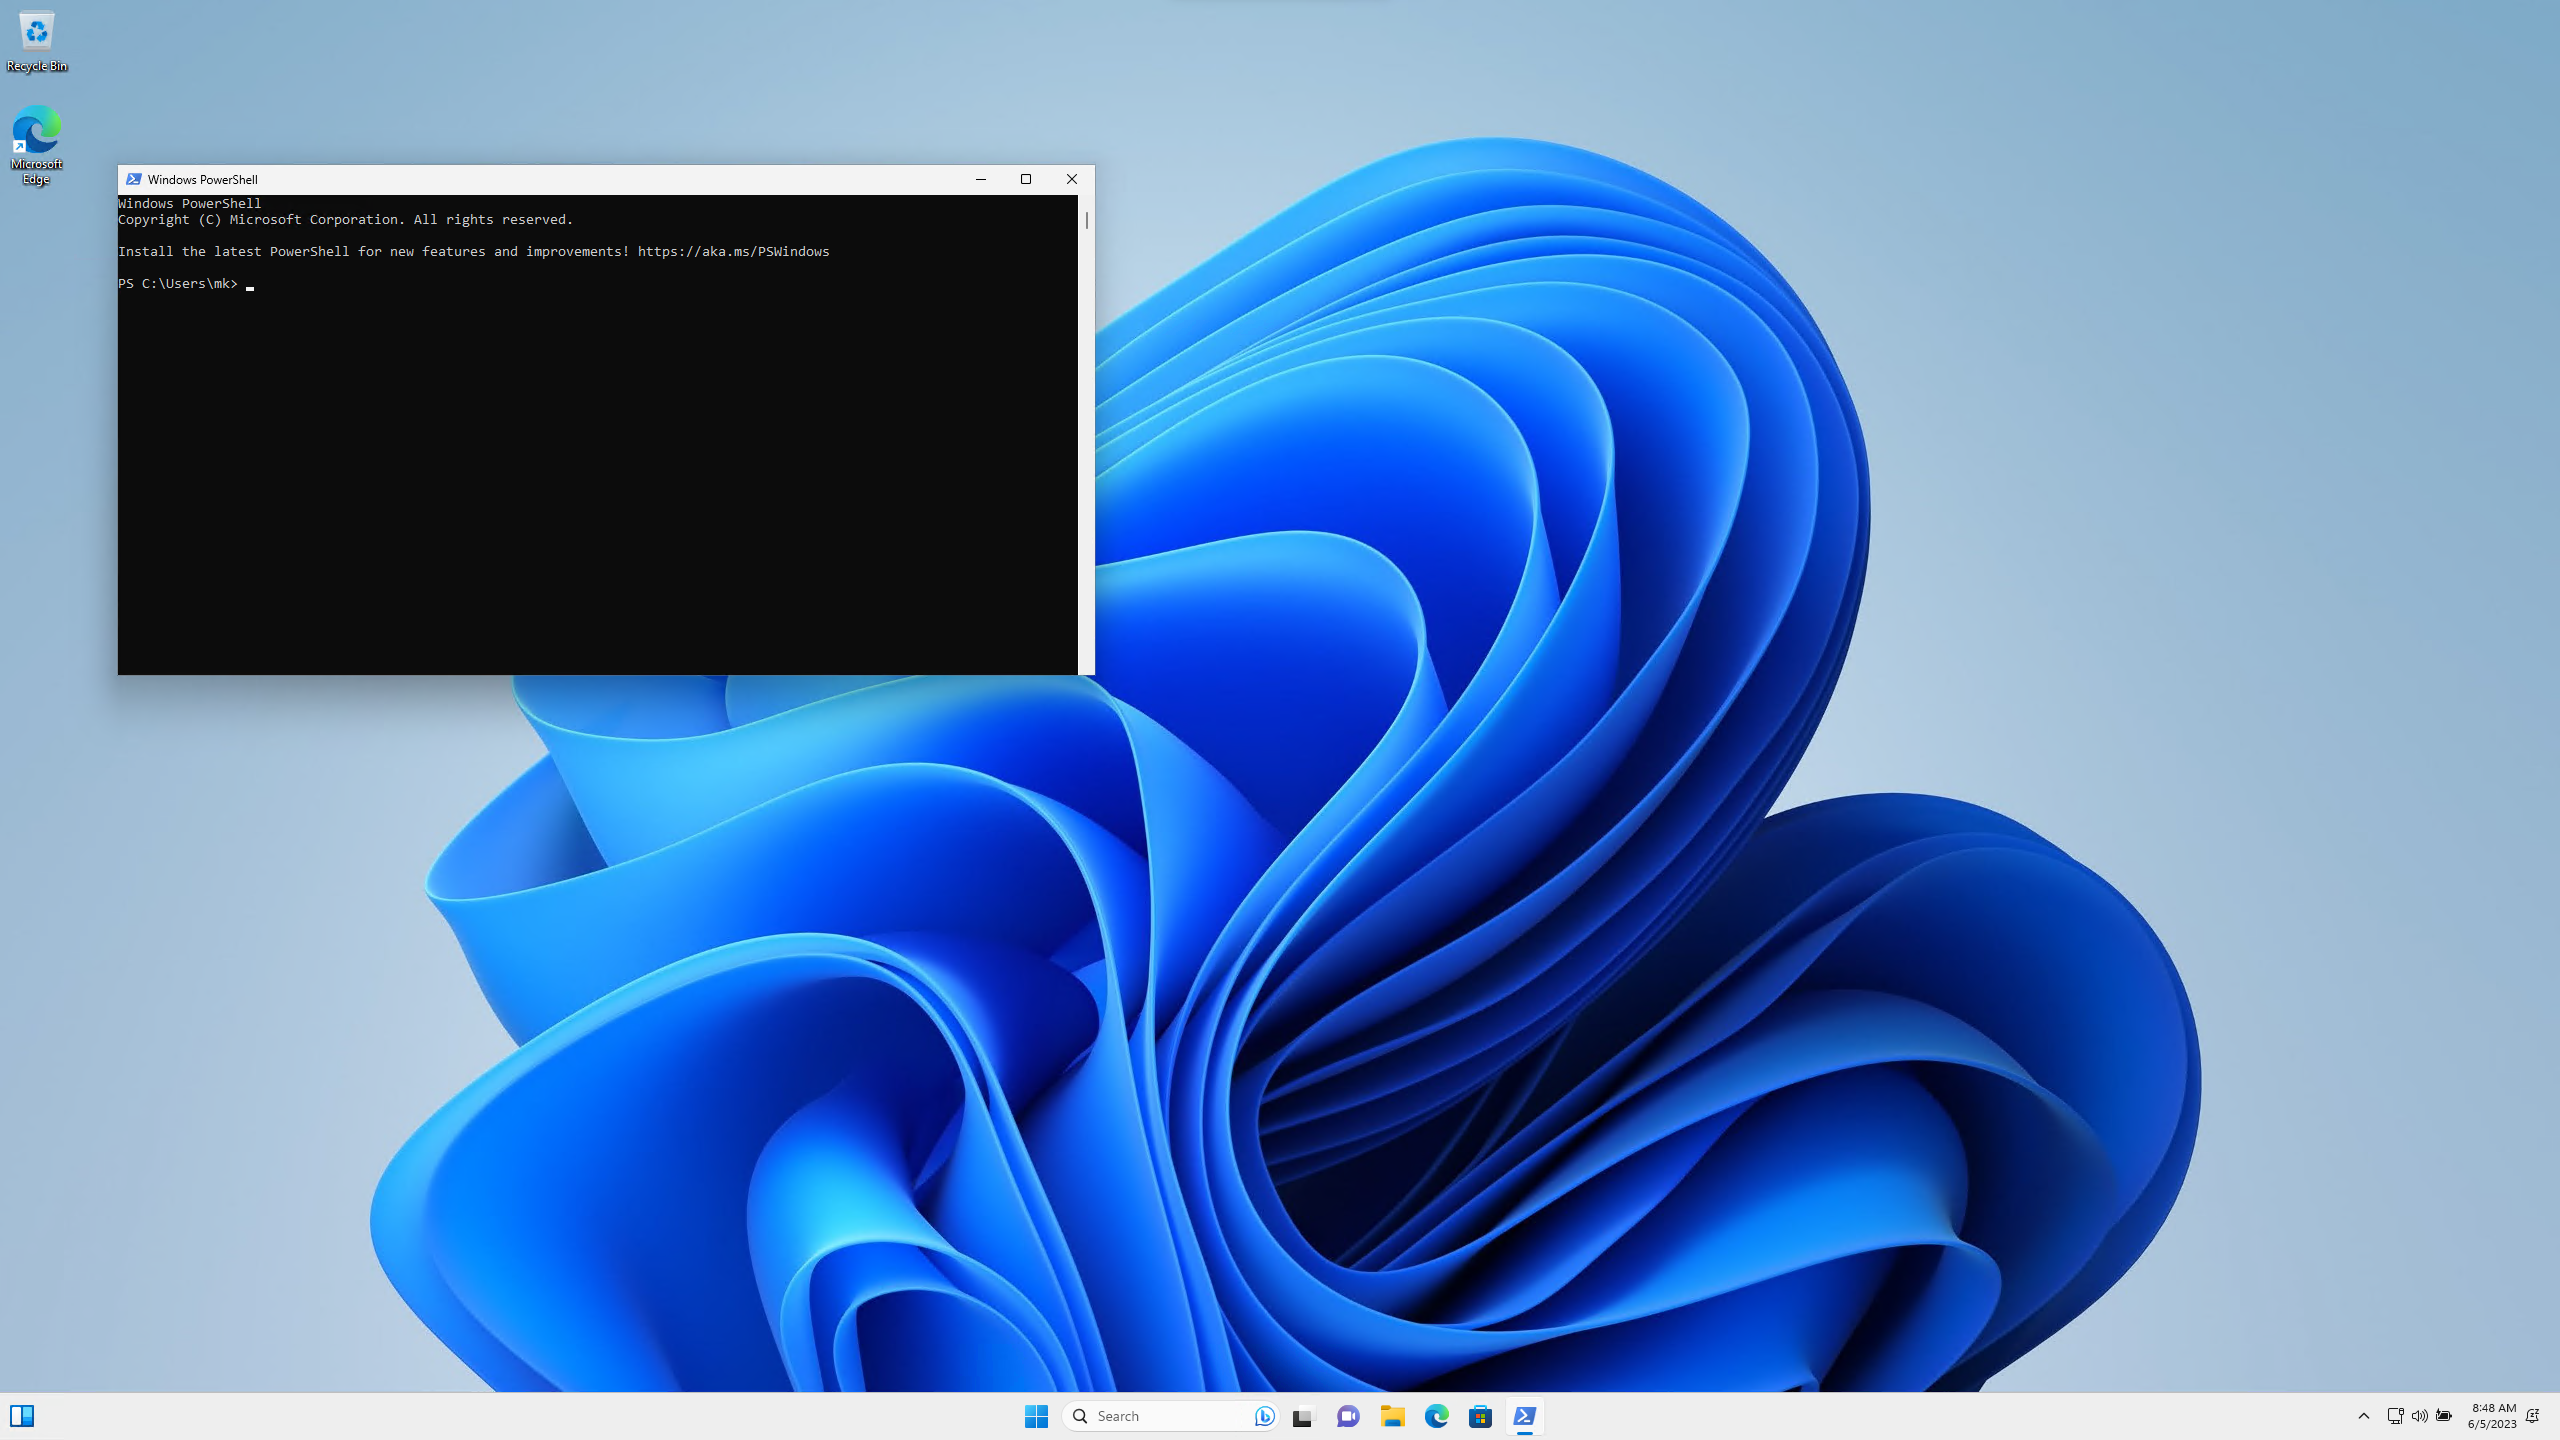 Recycle Bin
Microsoft
Edge
Windows PowerShell
Windows PowerShell
Copyright (C) Microsoft Corporation. All rights reserved.
Install the latest PowerShell for new features and improvements! https://aka.ms/PSWindows
PS C:\Users\mk>
Search
8:48 AM
6/5/2023